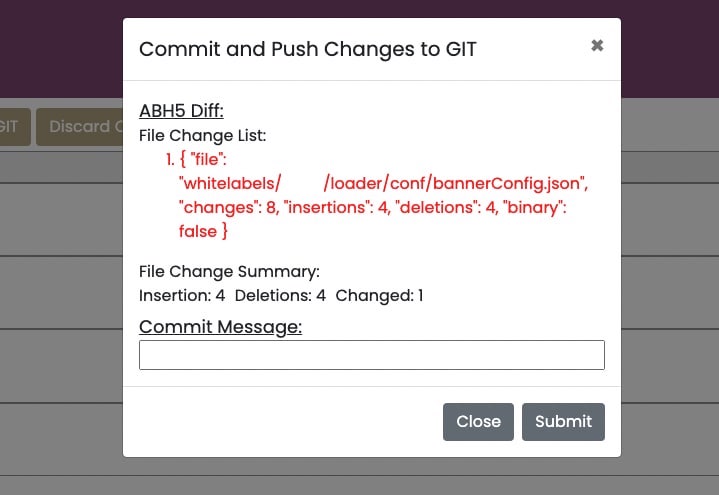 Commit and Push Changes to GIT ✖
GIT Discard
ABH5 Diff:
File Change List:
1. { "file":
"whitelabels/ /loader/conf/bannerConfig.json",
"changes": 8, "insertions": 4, "deletions": 4, "binary":
false }
File Change Summary:
Insertion: 4 Deletions: 4 Changed: 1
Commit Message:
Close Submit